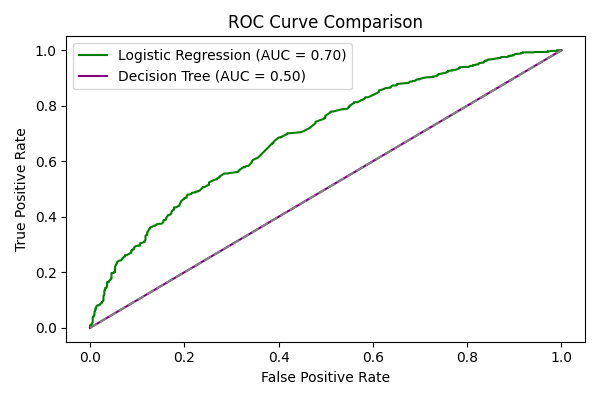 ROC Curve Comparison
Logistic Regression (AUC = 0.70)
Decision Tree (AUC = 0.50)
True Positive Rate
1.0
0.8
0.6
0.4
0.2
0.0
0.0 0.2 0.4 0.6 0.8 1.0
False Positive Rate